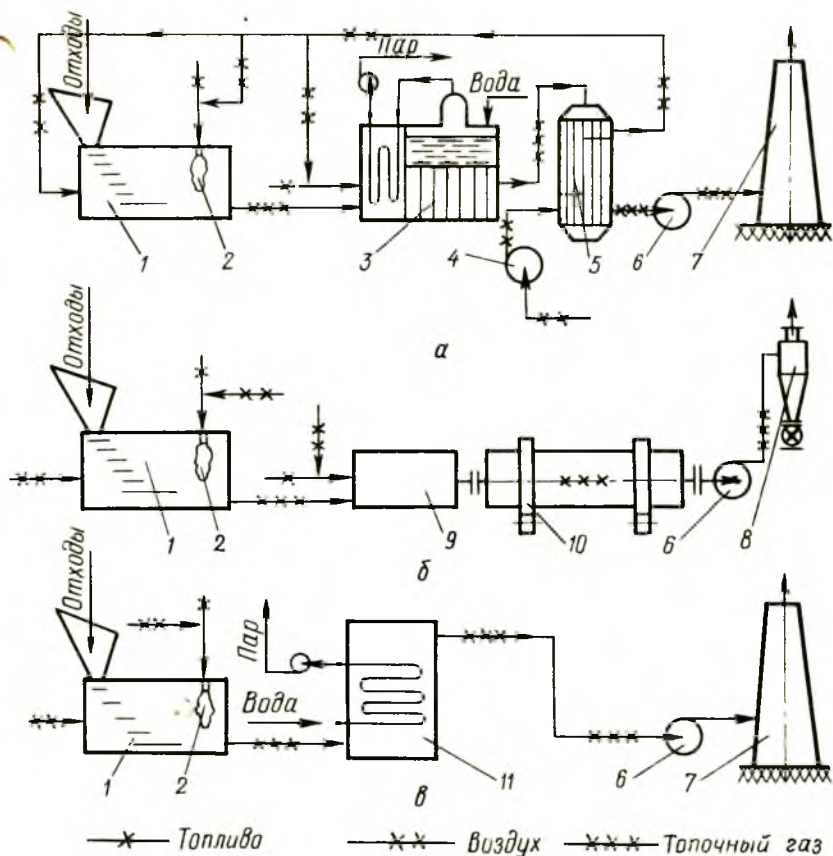 Отходы
Пар
Вода
1 2 3 4 5 6 7
а
Отходы
1 2 9 10 6 8
б
Отходы
Пар
Вода
1 2 11 6 7
в
Топливо Воздух Топочный газ